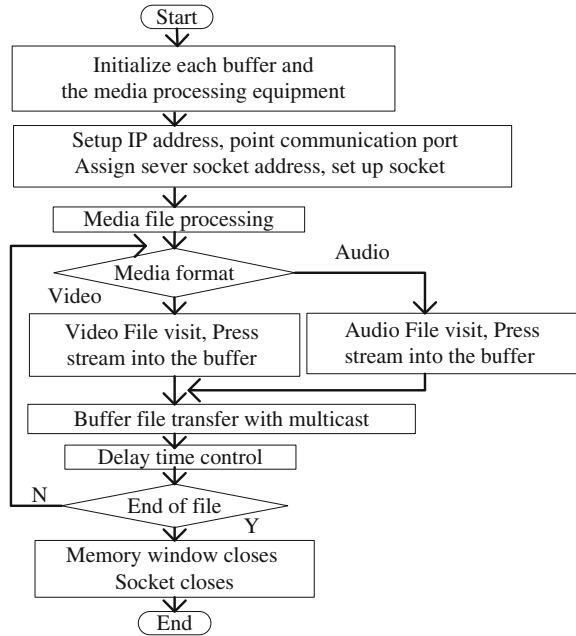 Start
Initialize each buffer and
the media processing equipment
Setup IP address, point communication port
Assign sever socket address, set up socket
Media file processing
Media format
Audio
Video
Video File visit, Press
stream into the buffer
Audio File visit, Press
stream into the buffer
Buffer file transfer with multicast
Delay time control
N
End of file
Y
Memory window closes
Socket closes
End